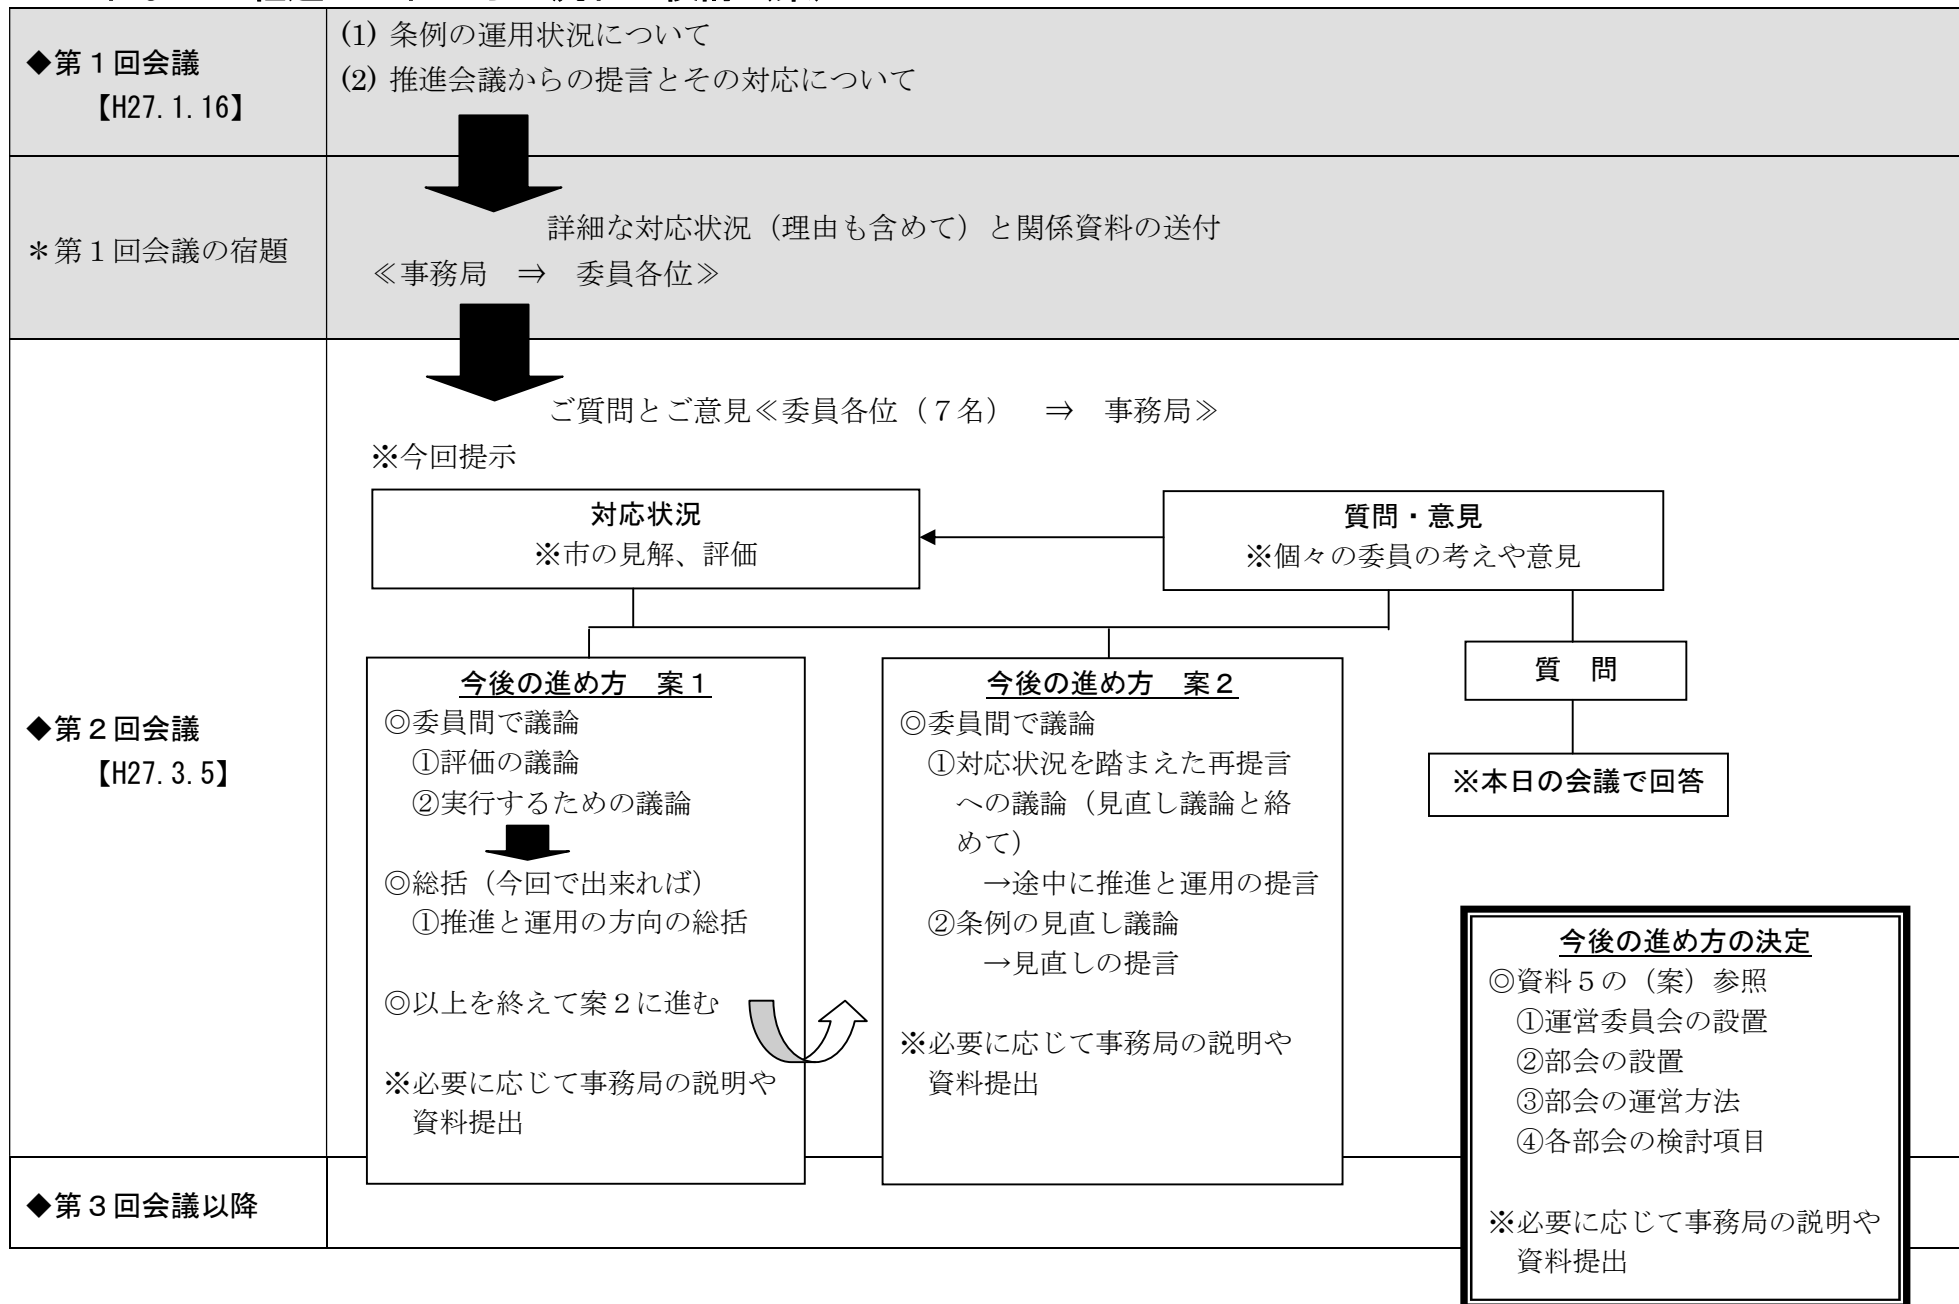 ◆第１回会議
【H27.1.16】
(1) 条例の運用状況について
(2) 推進会議からの提言とその対応について
＊第１回会議の宿題
詳細な対応状況（理由も含めて）と関係資料の送付
≪事務局　⇒　委員各位≫
◆第２回会議
【H27.3.5】
ご質問とご意見≪委員各位（７名）　⇒　事務局≫
※今回提示
対応状況
※市の見解、評価
質問・意見
※個々の委員の考えや意見
今後の進め方　案１
◎委員間で議論
①評価の議論
②実行するための議論
◎総括（今回で出来れば）
①推進と運用の方向の総括
◎以上を終えて案２に進む
※必要に応じて事務局の説明や
資料提出
今後の進め方　案２
◎委員間で議論
①対応状況を踏まえた再提言
への議論（見直し議論と絡
めて）
→途中に推進と運用の提言
②条例の見直し議論
→見直しの提言
※必要に応じて事務局の説明や
資料提出
質　問
※本日の会議で回答
今後の進め方の決定
◎資料５の（案）参照
①運営委員会の設置
②部会の設置
③部会の運営方法
④各部会の検討項目
※必要に応じて事務局の説明や
資料提出
◆第３回会議以降